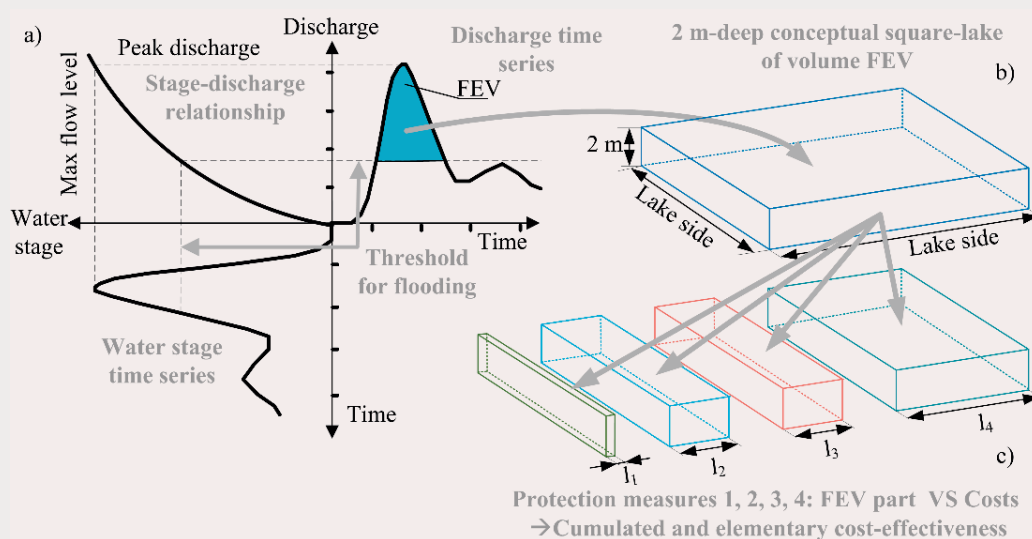 a)
Discharge
Peak discharge
Stage-discharge
relationship
Max flow level
Discharge time
series
FEV
Water
stage
Time
Threshold
for flooding
Water stage
time series
Time
2 m-deep conceptual square-lake
of volume FEV
b)
2 m
Lake side
Lake side
l1
l2
l3
l4
c)
Protection measures 1, 2, 3, 4: FEV part VS Costs
→Cumulated and elementary cost-effectiveness